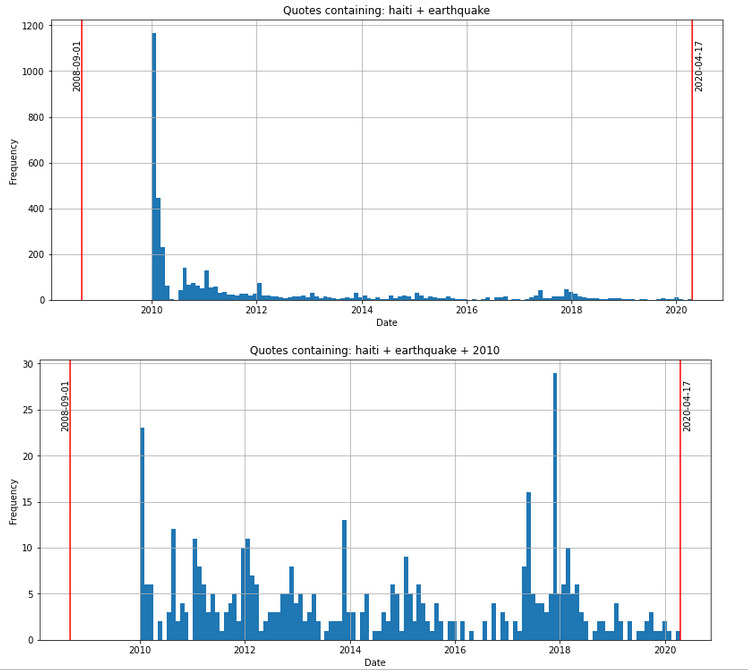 Quotes containing: haiti + earthquake
1200
1000
800
600
400
200
0
Frequency
2008-09-01
2020-04-17
2010 2012 2014 2016 2018 2020
Date
Quotes containing: haiti + earthquake + 2010
30
25
20
15
10
5
0
Frequency
2008-09-01
2020-04-17
2010 2012 2014 2016 2018 2020
Date